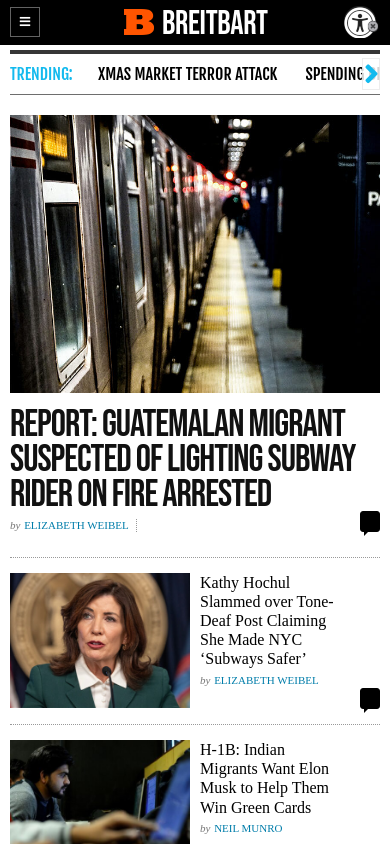 BREITBART
TRENDING:
XMAS MARKET TERROR ATTACK
SPENDING
PA
REPORT: GUATEMALAN MIGRANT
SUSPECTED OF LIGHTING SUBWAY
RIDER ON FIRE ARRESTED
by ELIZABETH WEIBEL
Kathy Hochul
Slammed over Tone-
Deaf Post Claiming
She Made NYC
‘Subways Safer’
by ELIZABETH WEIBEL
H-1B: Indian
Migrants Want Elon
Musk to Help Them
Win Green Cards
by NEIL MUNRO